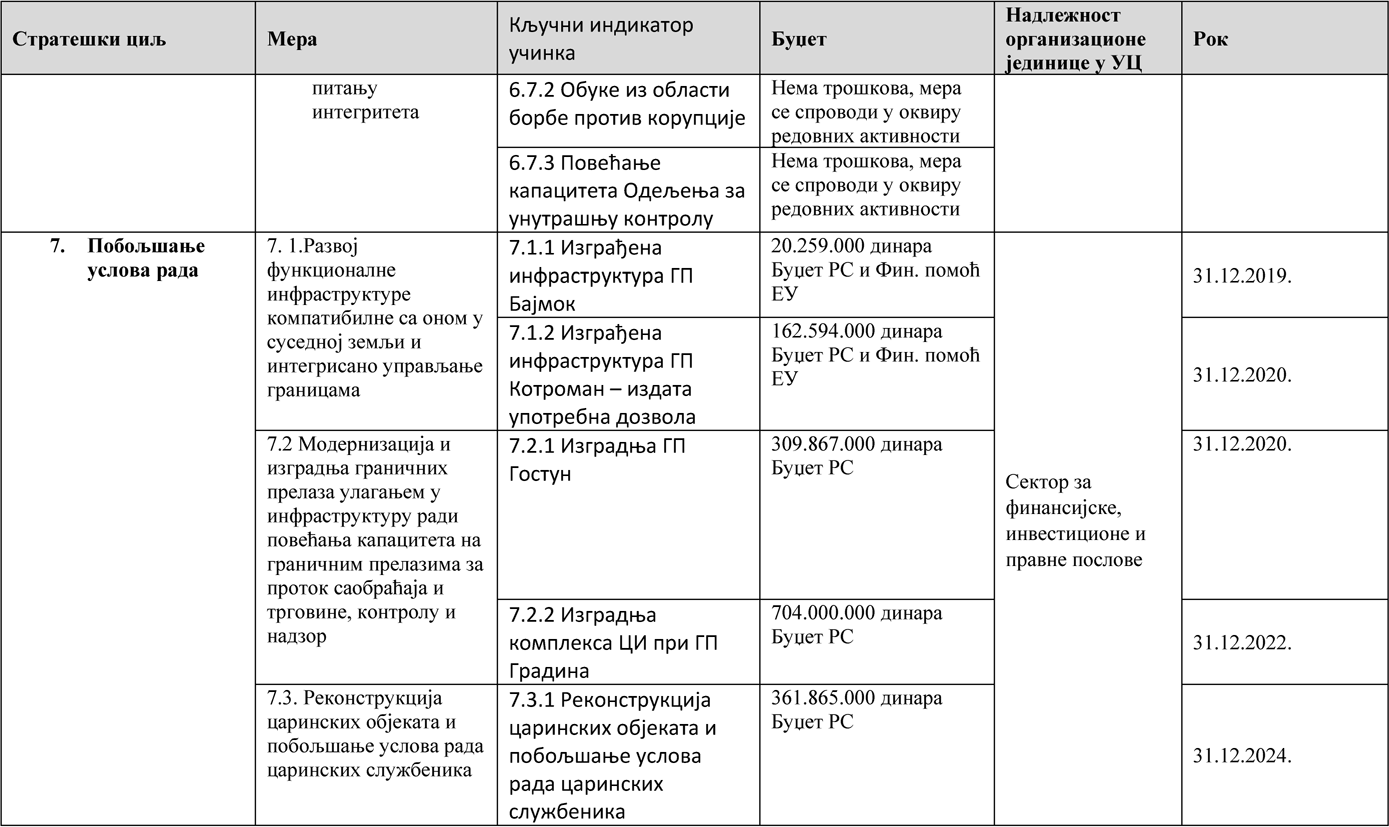 Стратешки циљ
Мера
Кључни индикатор
учинка
Буџет
Надлежност
организационе
јединице у УЦ
Рок
питању
интегритета
6.7.2 Обуке из области
борбе против корупције
Нема трошкова, мера
се спроводи у оквиру
редовних активности
6.7.3 Повећање
капацитета Одељења за
унутрашњу контролу
Нема трошкова, мера
се спроводи у оквиру
редовних активности
7. Побољшање
услова рада
7. 1.Развој
функционалне
инфраструктуре
компатибилне са оном у
суседној земљи и
интегрисано управљање
границама
7.1.1 Изграђена
инфраструктура ГП
Бајмок
20.259.000 динара
Буџет РС и Фин. помоћ
ЕУ
31.12.2019.
7.1.2 Изграђена
инфраструктура ГП
Котроман – издата
употребна дозвола
162.594.000 динара
Буџет РС и Фин. помоћ
ЕУ
31.12.2020.
7.2 Модернизација и
изградња граничних
прелаза улагањем у
инфраструктуру ради
повећања капацитета на
граничним прелазима за
проток саобраћаја и
трговине, контролу и
надзор
7.2.1 Изградња ГП
Гостун
309.867.000 динара
Буџет РС
31.12.2020.
Сектор за
финансијске,
инвестиционе и
правне послове
7.2.2 Изградња
комплекса ЦИ при ГП
Градина
704.000.000 динара
Буџет РС
31.12.2022.
7.3. Реконструкција
царинских објеката и
побољшање услова рада
царинских службеника
7.3.1 Реконструкција
царинских објеката и
побољшање услова
рада царинских
службеника
361.865.000 динара
Буџет РС
31.12.2024.